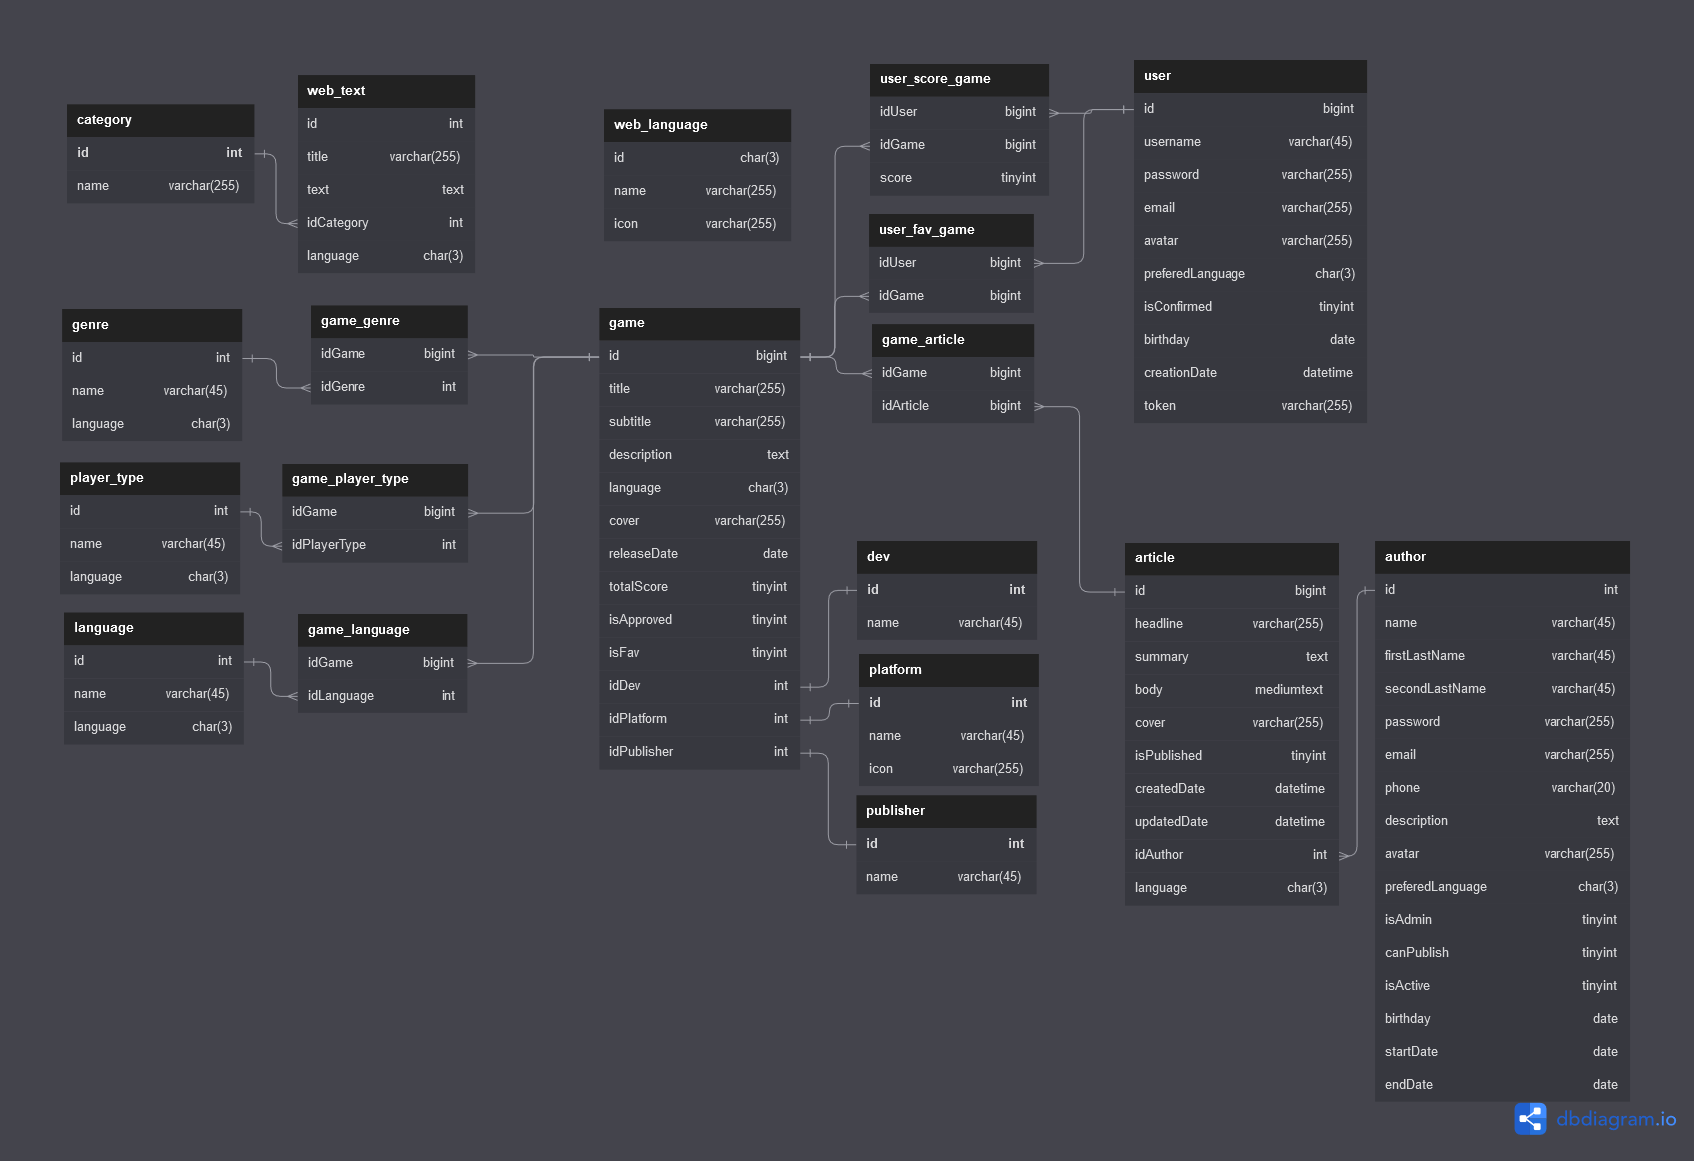 category
id int
name varchar(255)
web_text
id int
title varchar(255)
text text
idCategory int
language char(3)
web_language
id char(3)
name varchar(255)
icon varchar(255)
user_score_game
idUser bigint
idGame bigint
score tinyint
user
id bigint
username varchar(45)
password varchar(255)
email varchar(255)
avatar varchar(255)
preferedLanguage char(3)
isConfirmed tinyint
birthday date
creationDate datetime
token varchar(255)
user_fav_game
idUser bigint
idGame bigint
game_article
idGame bigint
idArticle bigint
genre
id int
name varchar(45)
language char(3)
game_genre
idGame bigint
idGenre int
game
id bigint
title varchar(255)
subtitle varchar(255)
description text
language char(3)
cover varchar(255)
releaseDate date
totalScore tinyint
isApproved tinyint
isFav tinyint
idDev int
idPlatform int
idPublisher int
player_type
id int
name varchar(45)
language char(3)
game_player_type
idGame bigint
idPlayerType int
language
id int
name varchar(45)
language char(3)
game_language
idGame bigint
idLanguage int
dev
id int
name varchar(45)
platform
id int
name varchar(45)
icon varchar(255)
publisher
id int
name varchar(45)
article
id bigint
headline varchar(255)
summary text
body mediumtext
cover varchar(255)
isPublished tinyint
createdDate datetime
updatedDate datetime
idAuthor int
language char(3)
author
id int
name varchar(45)
firstLastName varchar(45)
secondLastName varchar(45)
password varchar(255)
email varchar(255)
phone varchar(20)
description text
avatar varchar(255)
preferedLanguage char(3)
isAdmin tinyint
canPublish tinyint
isActive tinyint
birthday date
startDate date
endDate date
dbdiagram.io